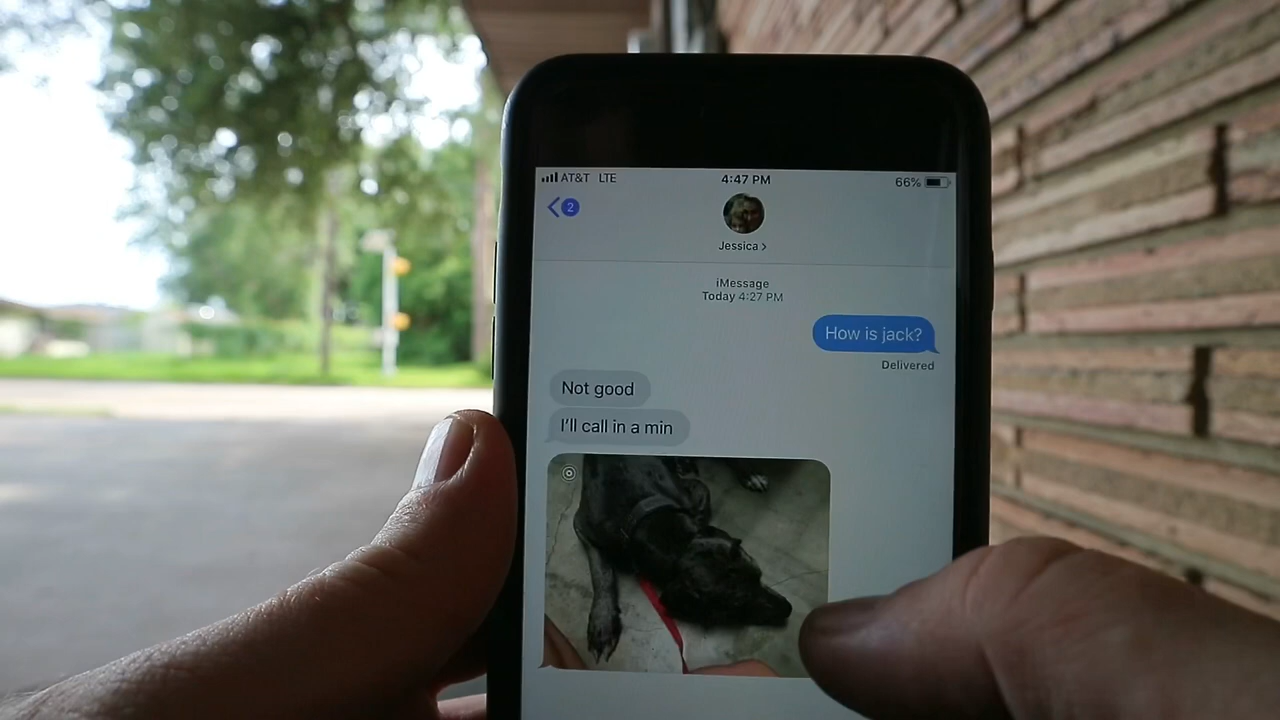 AT&T LTE 4:47 PM 66%
2
Jessica >
iMessage
Today 4:27 PM
How is jack?
Delivered
Not good
I'll call in a min